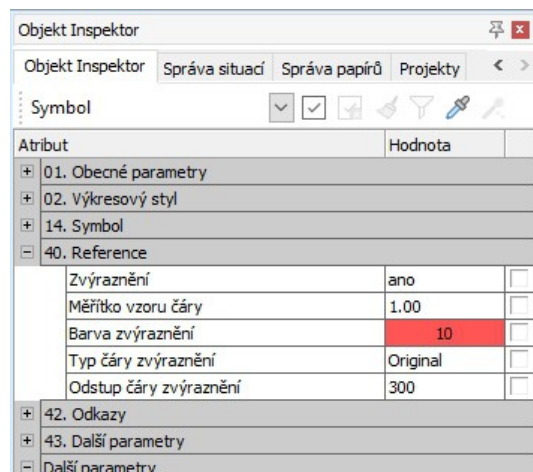 Objekt Inspektor
Objekt Inspektor Správa situací Správa papírů Projekty
Symbol
Atribut Hodnota
01. Obecné parametry
02. Výkresový styl
14. Symbol
40. Reference
Zvýraznění ano
Měřítko vzoru čáry 1.00
Barva zvýraznění 10
Typ čáry zvýraznění Original
Odstup čáry zvýraznění 300
42. Odkazy
43. Další parametry
Další parametry